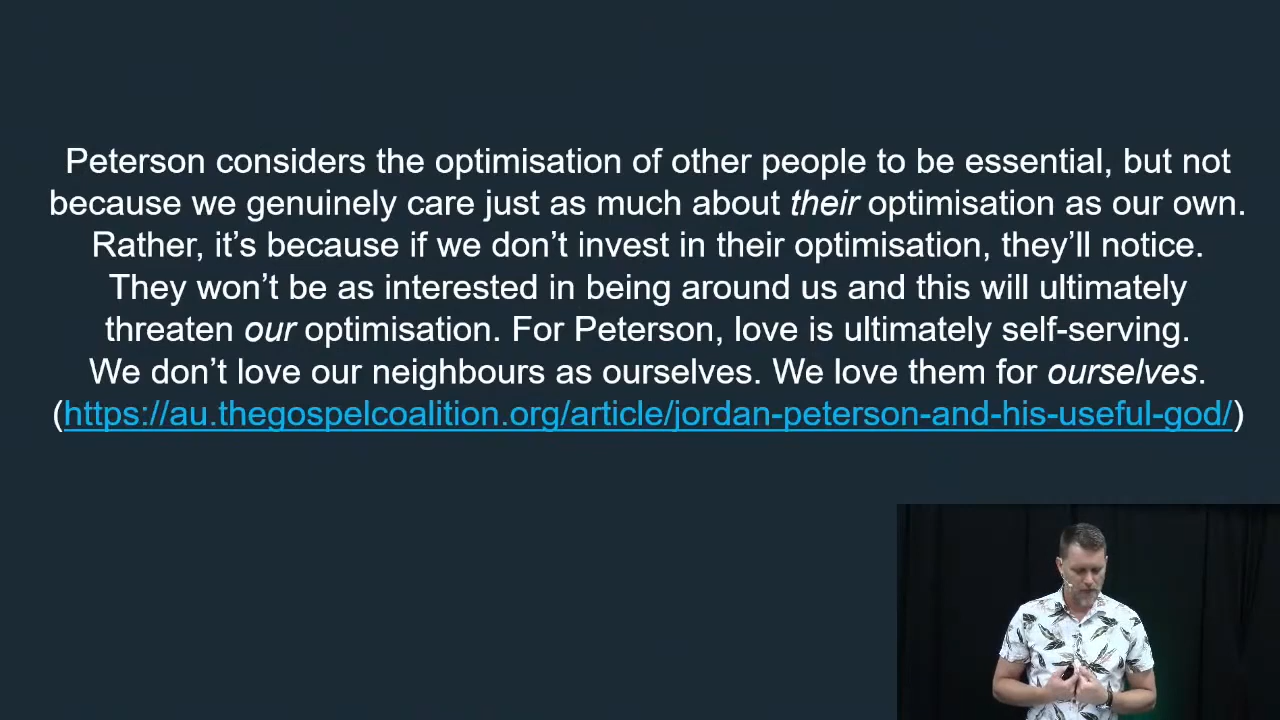 Peterson considers the optimisation of other people to be essential, but not
because we genuinely care just as much about their optimisation as our own.
Rather, it’s because if we don’t invest in their optimisation, they’ll notice.
They won’t be as interested in being around us and this will ultimately
threaten our optimisation. For Peterson, love is ultimately self-serving.
We don’t love our neighbours as ourselves. We love them for ourselves.
(https://au.thegospelcoalition.org/article/jordan-peterson-and-his-useful-god/)